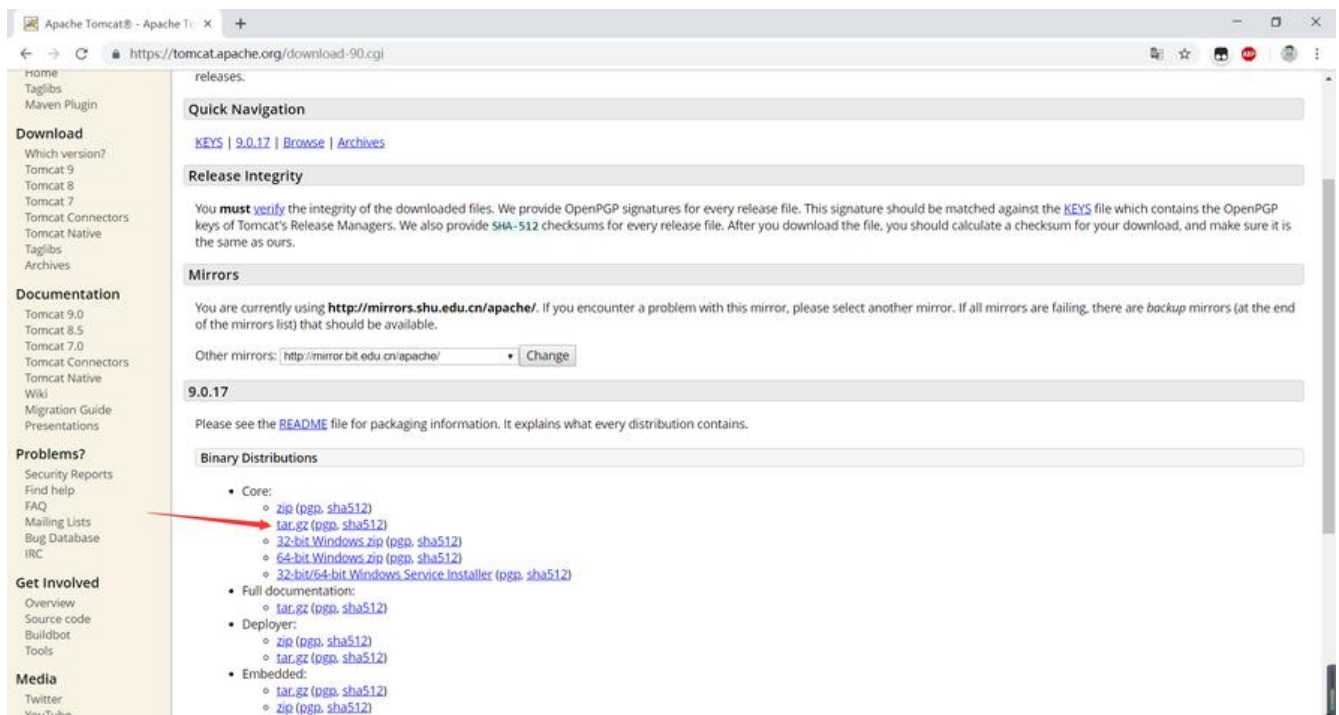 Apache Tomcat® - Apache To
https://tomcat.apache.org/download-90.cgi
ABP
Home
Taglibs
Maven Plugin
Download
Which version?
Tomcat 9
Tomcat 8
Tomcat 7
Tomcat Connectors
Tomcat Native
Taglibs
Archives
Documentation
Tomcat 9.0
Tomcat 8.5
Tomcat 7.0
Tomcat Connectors
Tomcat Native
Wiki
Migration Guide
Presentations
Problems?
Security Reports
Find help
FAQ
Mailing Lists
Bug Database
IRC
Get Involved
Overview
Source code
Buildbot
Tools
Media
Twitter
YouTube
releases.
Quick Navigation
KEYS | 9.0.17 | Browse | Archives
Release Integrity
You must verify the integrity of the downloaded files. We provide OpenPGP signatures for every release file. This signature should be matched against the KEYS file which contains the OpenPGP
keys of Tomcat's Release Managers. We also provide SHA-512 checksums for every release file. After you download the file, you should calculate a checksum for your download, and make sure it is
the same as ours.
Mirrors
You are currently using http://mirrors.shu.edu.cn/apache/. If you encounter a problem with this mirror, please select another mirror. If all mirrors are failing, there are backup mirrors (at the end
of the mirrors list) that should be available.
Other mirrors: http://mirror.bit.edu.cn/apache/ Change
9.0.17
Please see the README file for packaging information. It explains what every distribution contains.
Binary Distributions
• Core:
zip (pgp, sha512)
tar.gz (pgp, sha512)
32-bit Windows zip (pgp, sha512)
64-bit Windows zip (pgp, sha512)
32-bit/64-bit Windows Service Installer (pgp, sha512)
• Full documentation:
tar.gz (pgp, sha512)
• Deployer:
zip (pgp, sha512)
tar.gz (pgp, sha512)
• Embedded:
tar.gz (pgp, sha512)
zip (pgp, sha512)